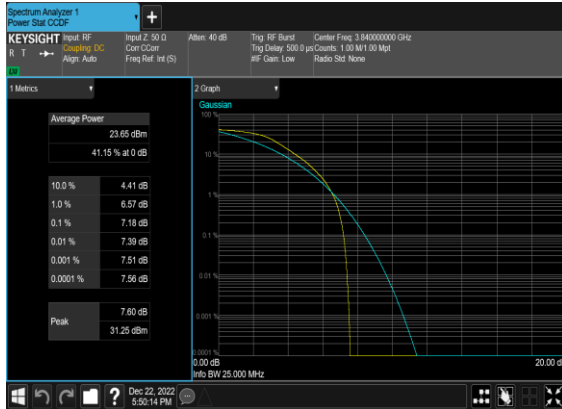 Spectrum Analyzer 1
Power Stat CCDF
+
KEYSIGHT
R T
LU
Input: RF
Coupling: DC
Align: Auto
Input Z: 50 Ω
Corr CCorr
Freq Ref: Int (S)
Atten: 40 dB
Trig: RF Burst
Trig Delay: 500.0 µs
#IF Gain: Low
Center Freq: 3.840000000 GHz
Counts: 1.00 M/1.00 Mpt
Radio Std: None
1 Metrics
Average Power
23.65 dBm
41.15 % at 0 dB
10.0 % 4.41 dB
1.0 % 6.57 dB
0.1 % 7.18 dB
0.01 % 7.39 dB
0.001 % 7.51 dB
0.0001 % 7.56 dB
Peak 7.60 dB
31.25 dBm
2 Graph
Gaussian
100 %
10 %
1 %
0.1 %
0.01 %
0.001 %
0.0001 %
0.00 dB 20.00 d
Info BW 25.000 MHz
?
Dec 22, 2022
5:50:14 PM